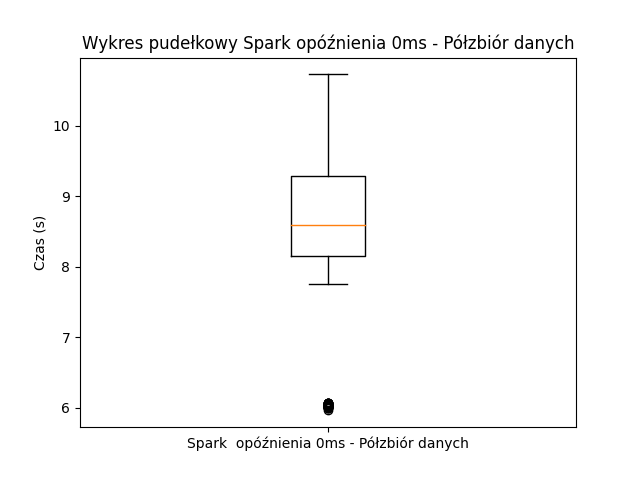 Wykres pudełkowy Spark opóźnienia 0ms - Półzbiór danych
10
9
8
7
6
Czas (s)
Spark  opóźnienia 0ms - Półzbiór danych